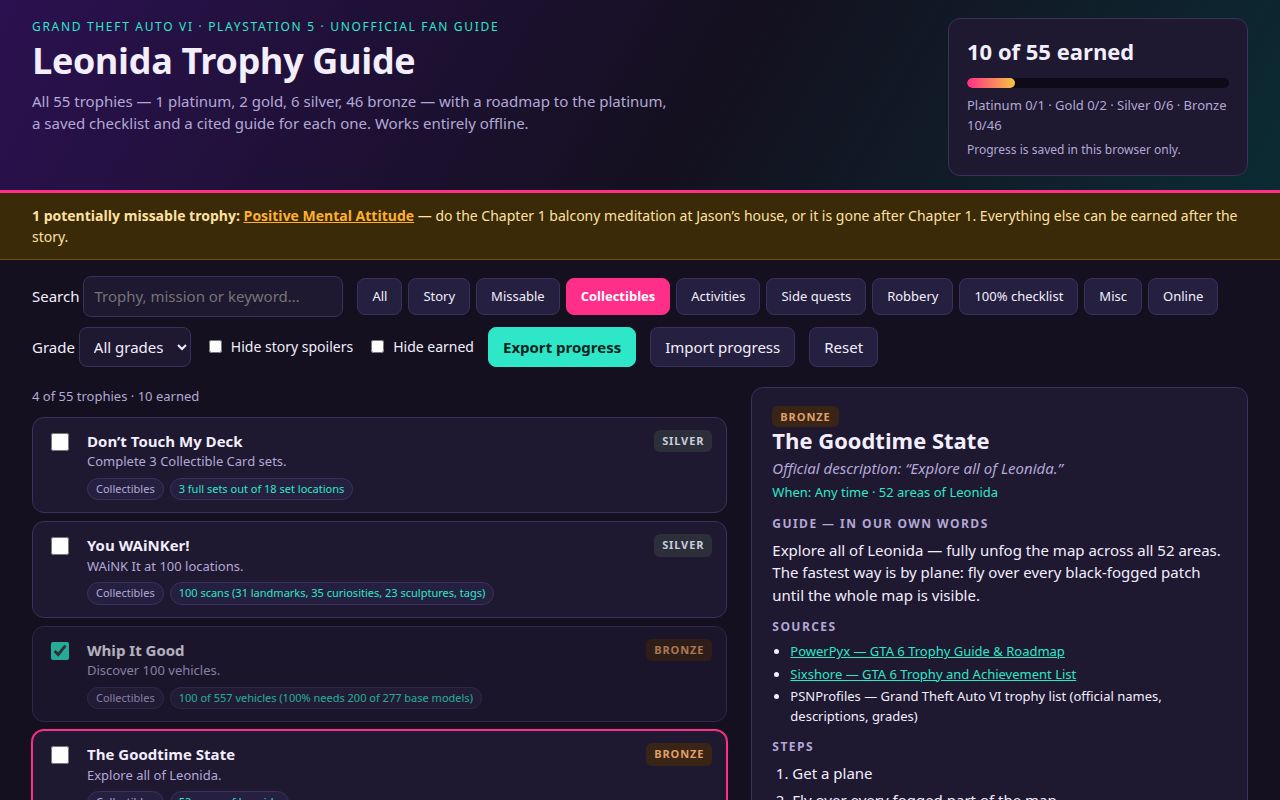 GRAND THEFT AUTO VI · PLAYSTATION 5 · UNOFFICIAL FAN GUIDE
Leonida Trophy Guide
All 55 trophies — 1 platinum, 2 gold, 6 silver, 46 bronze — with a roadmap to the platinum,
a saved checklist and a cited guide for each one. Works entirely offline.
10 of 55 earned
Platinum 0/1 · Gold 0/2 · Silver 0/6 · Bronze
10/46
Progress is saved in this browser only.
1 potentially missable trophy: Positive Mental Attitude — do the Chapter 1 balcony meditation at Jason’s house, or it is gone after Chapter 1. Everything else can be earned after the
story.
Search Trophy, mission or keyword... All Story Missable Collectibles Activities Side quests Robbery 100% checklist Misc Online
Grade All grades Hide story spoilers Hide earned Export progress Import progress Reset
4 of 55 trophies · 10 earned
Don’t Touch My Deck SILVER
Complete 3 Collectible Card sets.
Collectibles 3 full sets out of 18 set locations
You WAiNKer! SILVER
WAiNK It at 100 locations.
Collectibles 100 scans (31 landmarks, 35 curiosities, 23 sculptures, tags)
Whip It Good BRONZE
Discover 100 vehicles.
Collectibles 100 of 557 vehicles (100% needs 200 of 277 base models)
The Goodtime State BRONZE
Explore all of Leonida.
BRONZE
The Goodtime State
Official description: “Explore all of Leonida.”
When: Any time · 52 areas of Leonida
GUIDE — IN OUR OWN WORDS
Explore all of Leonida — fully unfog the map across all 52 areas.
The fastest way is by plane: fly over every black-fogged patch
until the whole map is visible.
SOURCES
PowerPyx — GTA 6 Trophy Guide & Roadmap
Sixshore — GTA 6 Trophy and Achievement List
PSNProfiles — Grand Theft Auto VI trophy list (official names,
descriptions, grades)
STEPS
1. Get a plane
2. Fly over every fogged part of the map